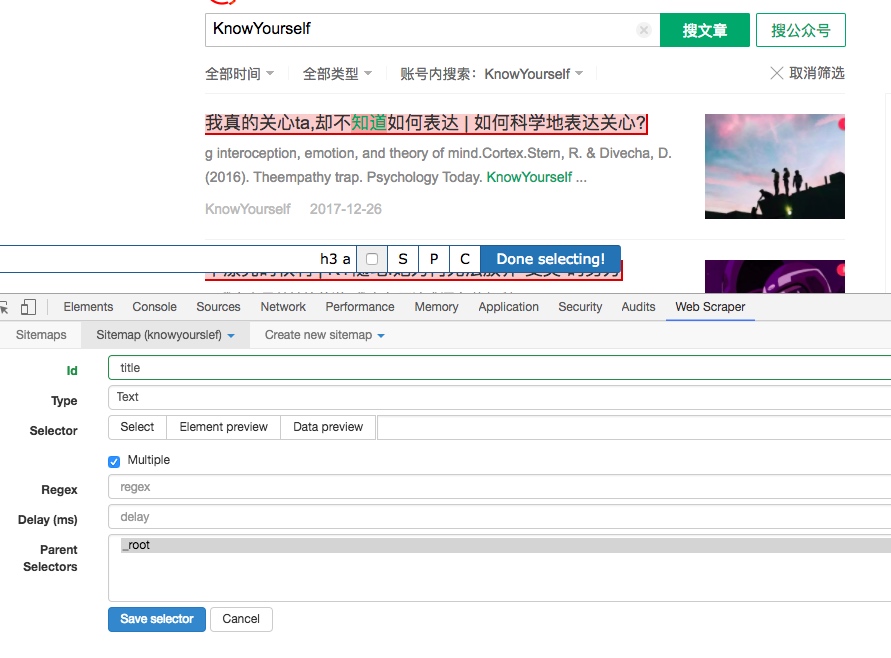 KnowYourself
搜文章
搜公众号
全部时间
全部类型
账号内搜索：KnowYourself
取消筛选
我真的关心ta,却不知道如何表达 | 如何科学地表达关心?
g interoception, emotion, and theory of mind.Cortex.Stern, R. & Divecha, D.
(2016). Theempathy trap. Psychology Today. KnowYourself ...
KnowYourself 2017-12-26
h3 a S P C Done selecting!
Elements Console Sources Network Performance Memory Application Security Audits Web Scraper
Sitemaps Sitemap (knowyourslef) Create new sitemap
Id title
Type Text
Selector Select Element preview Data preview
Multiple
Regex regex
Delay (ms) delay
Parent Selectors _root
Save selector Cancel